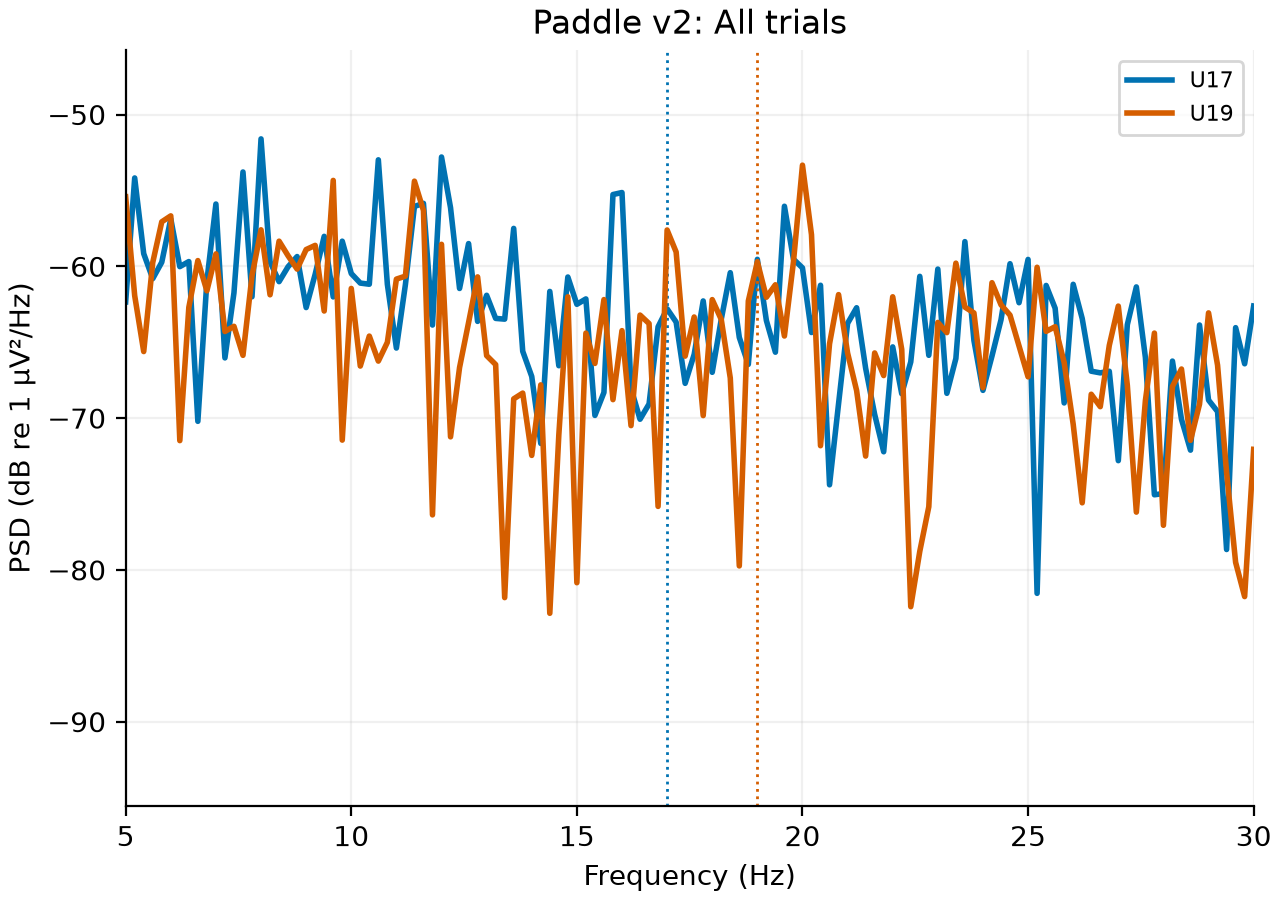 Paddle v2: All trials
U17
U19
PSD (dB re 1 µV²/Hz)
−50
−60
−70
−80
−90
5
10
15
20
25
30
Frequency (Hz)